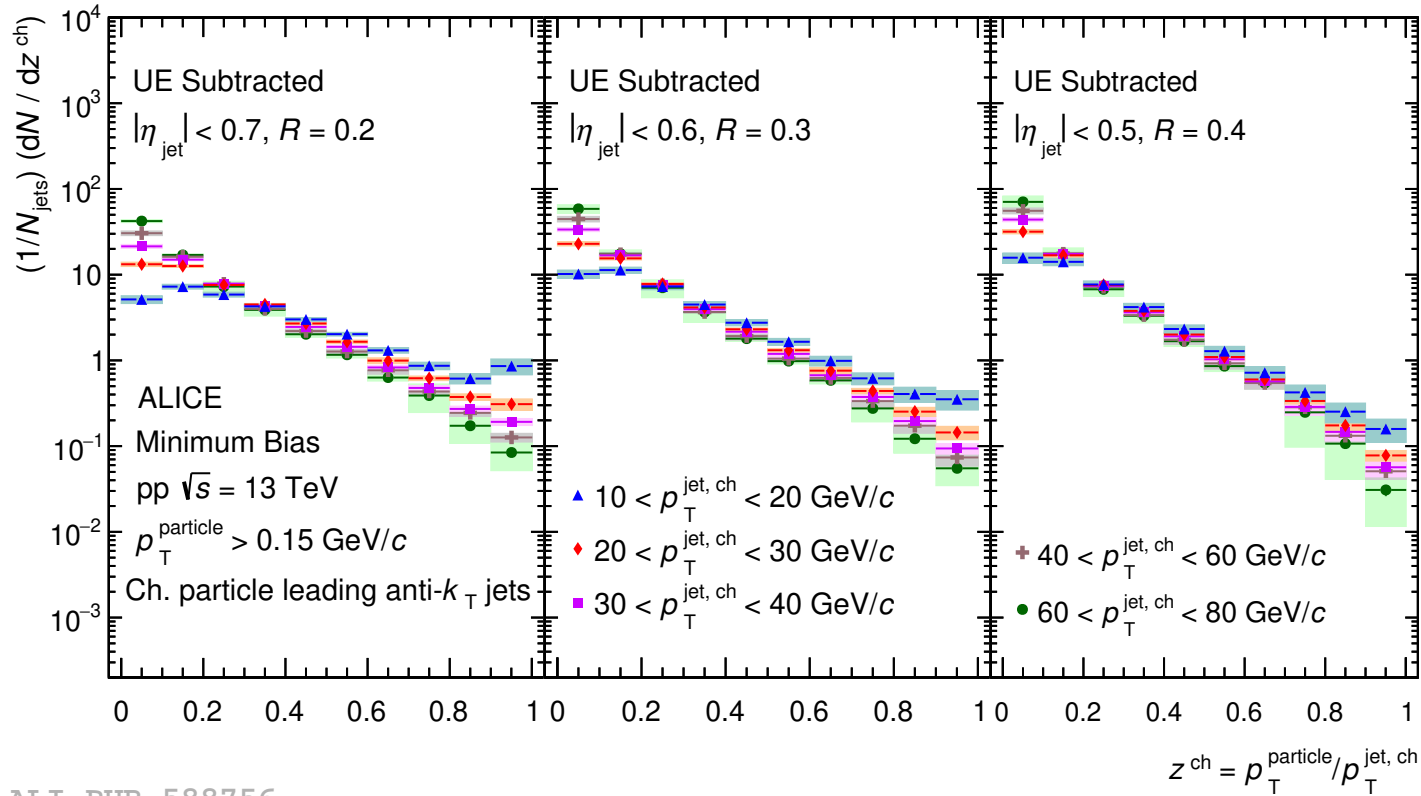 (1/N_jets) (dN / dz^ch)
10^4
10^3
10^2
10
1
10^−1
10^−2
10^−3
UE Subtracted
|η_jet| < 0.7, R = 0.2
ALICE
Minimum Bias
pp √s = 13 TeV
p_T^particle > 0.15 GeV/c
Ch. particle leading anti-k_T jets
UE Subtracted
|η_jet| < 0.6, R = 0.3
10 < p_T^jet, ch < 20 GeV/c
20 < p_T^jet, ch < 30 GeV/c
30 < p_T^jet, ch < 40 GeV/c
UE Subtracted
|η_jet| < 0.5, R = 0.4
40 < p_T^jet, ch < 60 GeV/c
60 < p_T^jet, ch < 80 GeV/c
0 0.2 0.4 0.6 0.8 1 0 0.2 0.4 0.6 0.8 1 0 0.2 0.4 0.6 0.8 1
z^ch = p_T^particle/p_T^jet, ch
ALI-PUB-588756